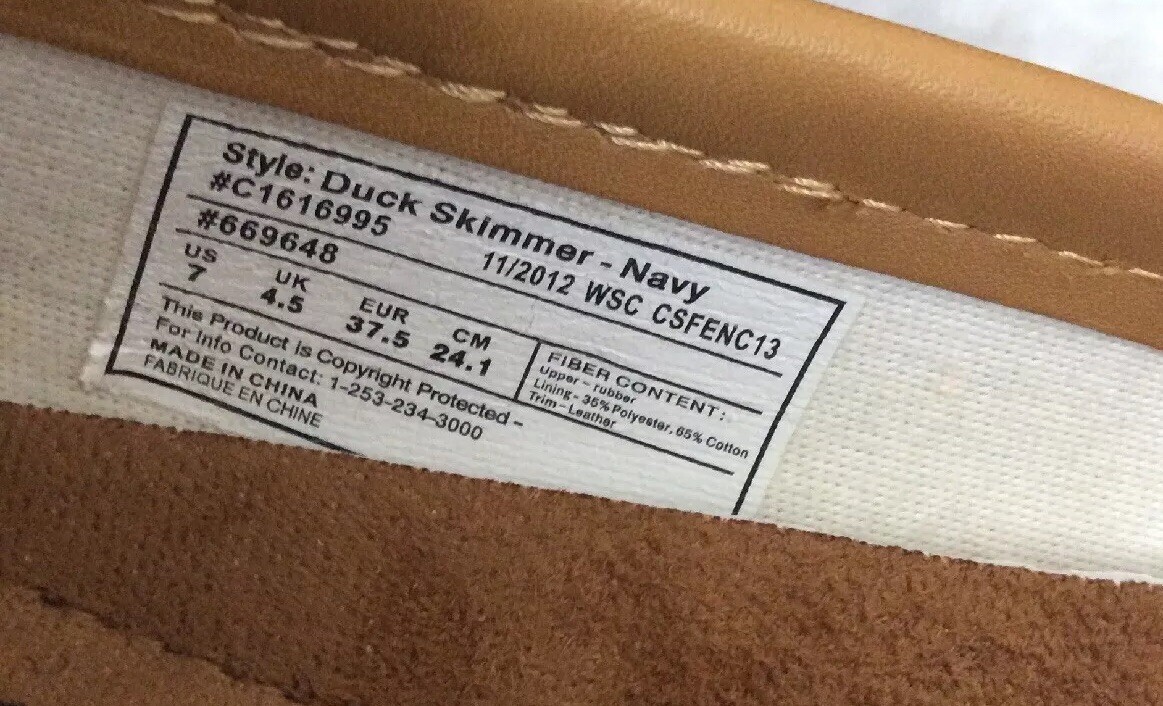 Style: Duck Skimmer - Navy
#C1616995
11/2012 WSC CSFENC13
#669648
US UK EUR CM
7 4.5 37.5 24.1
FIBER CONTENT:
Upper - rubber
Lining - 35% Polyester, 65% Cotton
Trim - Leather
This Product is Copyright Protected -
For Info Contact: 1-253-234-3000
MADE IN CHINA
FABRIQUE EN CHINE